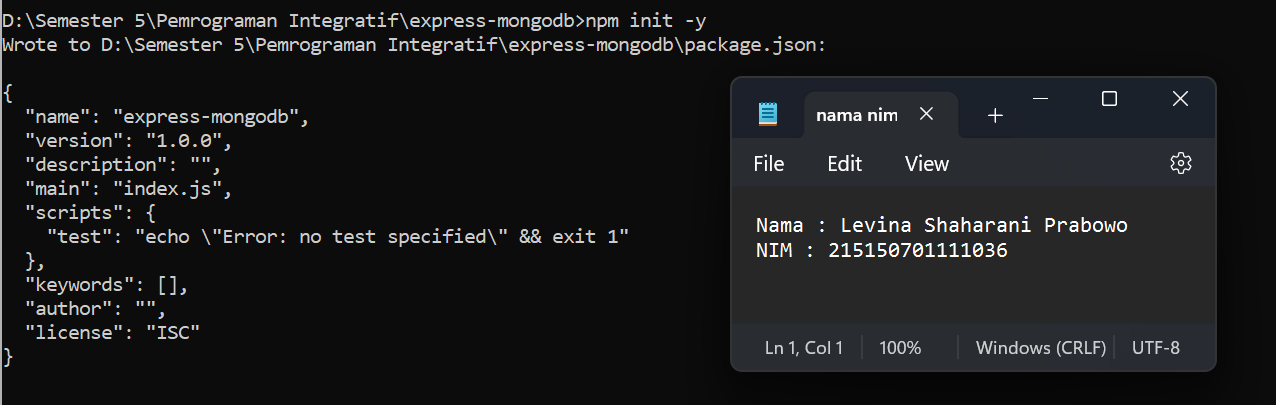 D:\Semester 5\Pemrograman Integratif\express-mongodb>npm init -y
Wrote to D:\Semester 5\Pemrograman Integratif\express-mongodb\package.json:
{
  "name": "express-mongodb",
  "version": "1.0.0",
  "description": "",
  "main": "index.js",
  "scripts": {
    "test": "echo \"Error: no test specified\" && exit 1"
  },
  "keywords": [],
  "author": "",
  "license": "ISC"
}
nama nim
File Edit View
Nama : Levina Shaharani Prabowo
NIM : 215150701111036
Ln 1, Col 1 100% Windows (CRLF) UTF-8